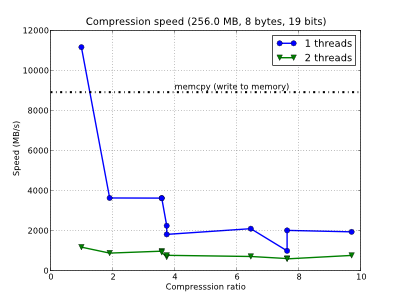 Compression speed (256.0 MB, 8 bytes, 19 bits)
12000
10000
8000
6000
4000
2000
0
Speed (MB/s)
1 threads
2 threads
memcpy (write to memory)
0 2 4 6 8 10
Compresssion ratio